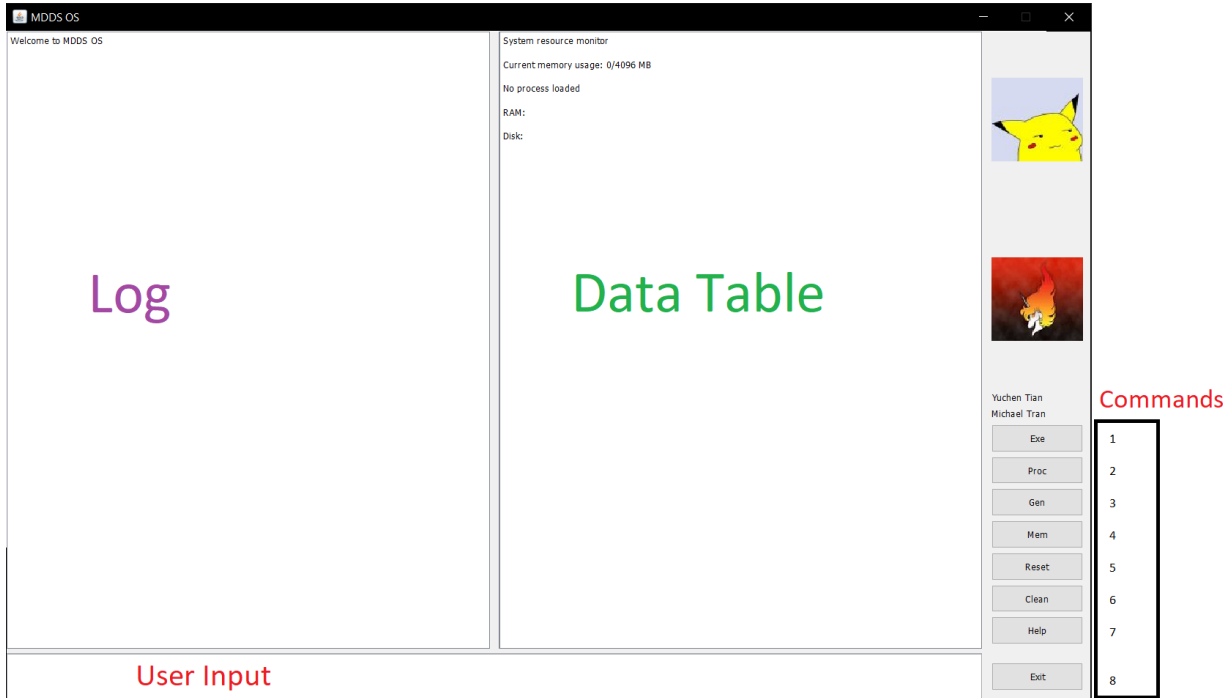 MDDS OS
Welcome to MDDS OS
System resource monitor
Current memory usage: 0/4096 MB
No process loaded
RAM:
Disk:
Log
Data Table
Yuchen Tian
Michael Tran
Commands
Exe 1
Proc 2
Gen 3
Mem 4
Reset 5
Clean 6
Help 7
User Input
Exit 8